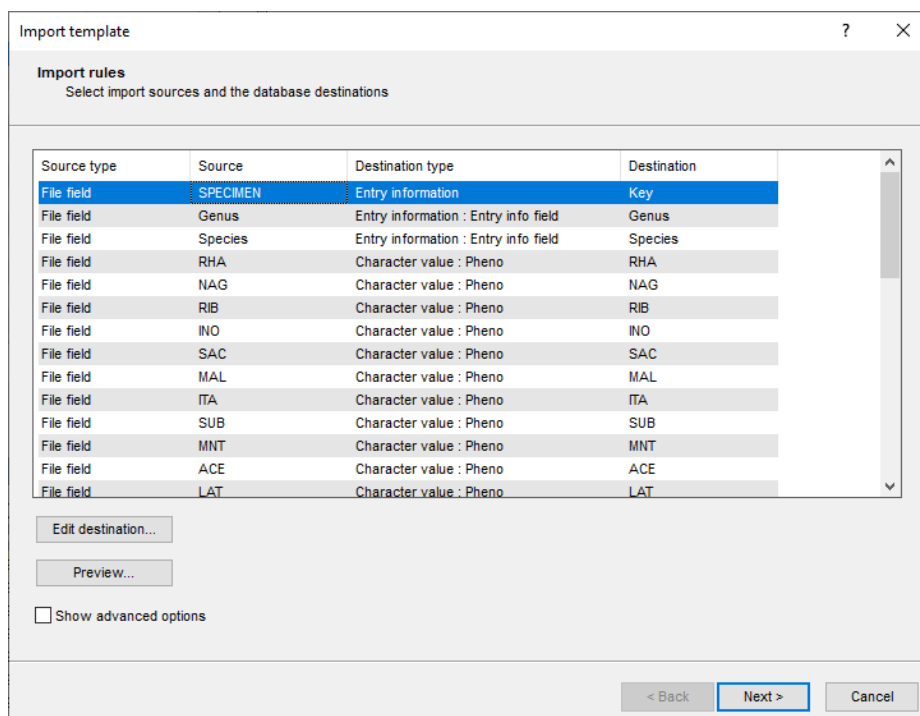 Import template
Import rules
Select import sources and the database destinations
Source type Source Destination type Destination
File field SPECIMEN Entry information Key
File field Genus Entry information : Entry info field Genus
File field Species Entry information : Entry info field Species
File field RHA Character value : Pheno RHA
File field NAG Character value : Pheno NAG
File field RIB Character value : Pheno RIB
File field INO Character value : Pheno INO
File field SAC Character value : Pheno SAC
File field MAL Character value : Pheno MAL
File field ITA Character value : Pheno ITA
File field SUB Character value : Pheno SUB
File field MNT Character value : Pheno MNT
File field ACE Character value : Pheno ACE
File field LAT Character value : Pheno LAT
Edit destination...
Preview...
Show advanced options
< Back Next > Cancel